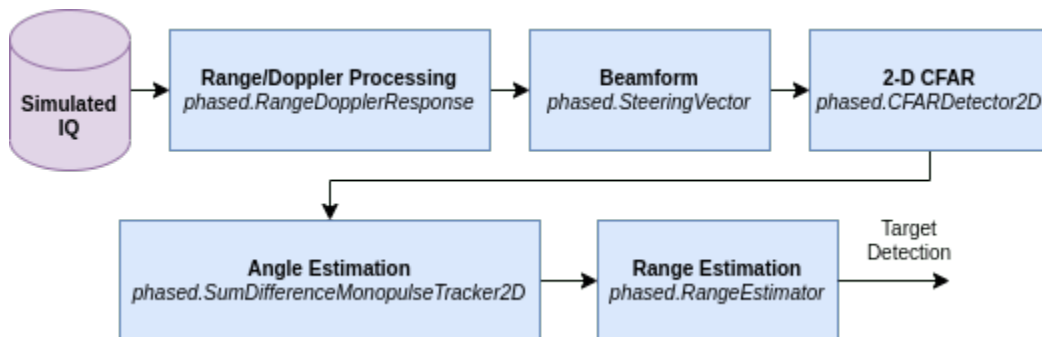 Simulated
IQ
Range/Doppler Processing
phased.RangeDopplerResponse
Beamform
phased.SteeringVector
2-D CFAR
phased.CFARDetector2D
Angle Estimation
phased.SumDifferenceMonopulseTracker2D
Range Estimation
phased.RangeEstimator
Target
Detection